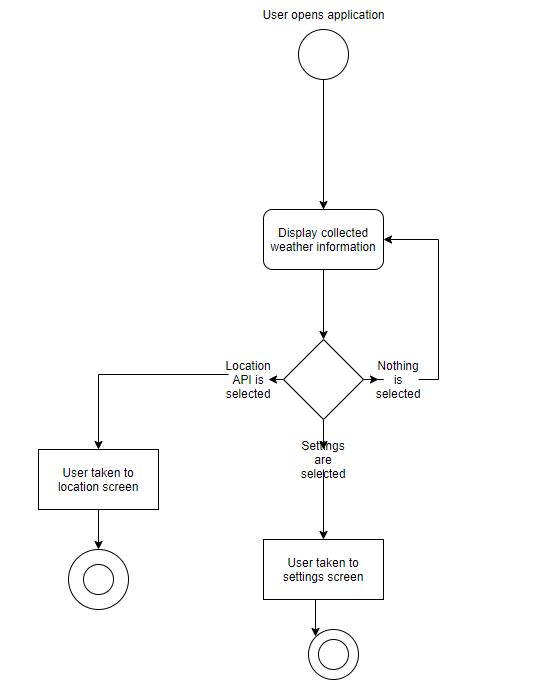 User opens application
Display collected
weather information
Location
API is
selected
Nothing
is
selected
Settings
are
selected
User taken to
location screen
User taken to
settings screen